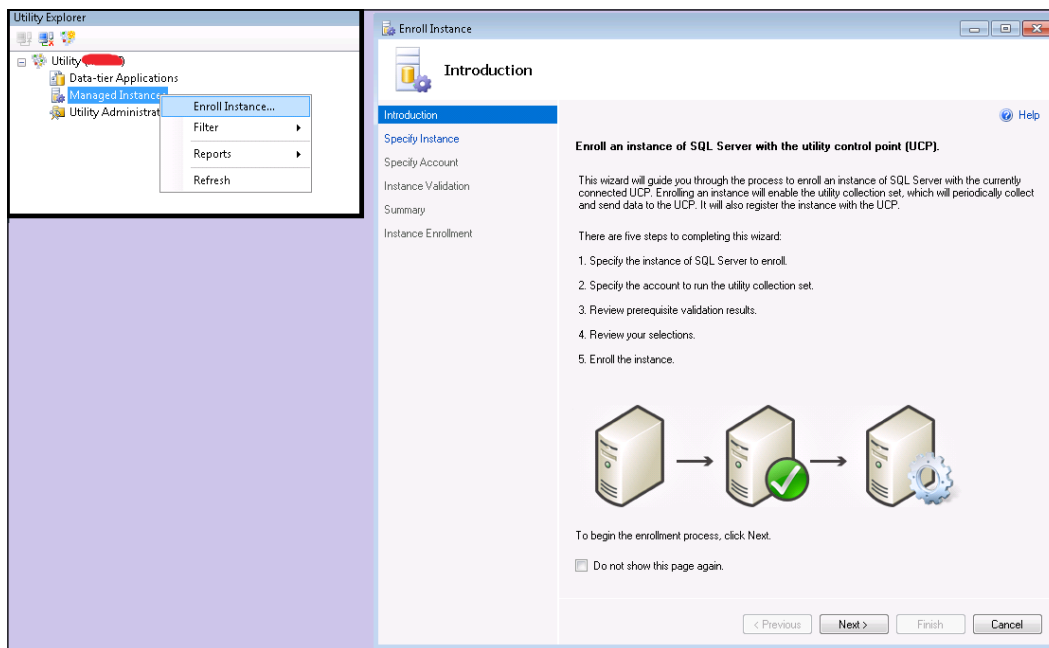 Utility Explorer
Utility (
Data-tier Applications
Managed Instance
Utility Administrat
Enroll Instance...
Filter
Reports
Refresh
Enroll Instance
Introduction
Introduction
Specify Instance
Specify Account
Instance Validation
Summary
Instance Enrollment
Help
Enroll an instance of SQL Server with the utility control point (UCP).
This wizard will guide you through the process to enroll an instance of SQL Server with the currently
connected UCP. Enrolling an instance will enable the utility collection set, which will periodically collect
and send data to the UCP. It will also register the instance with the UCP.
There are five steps to completing this wizard:
1. Specify the instance of SQL Server to enroll.
2. Specify the account to run the utility collection set.
3. Review prerequisite validation results.
4. Review your selections.
5. Enroll the instance.
To begin the enrollment process, click Next.
Do not show this page again.
< Previous
Next >
Finish
Cancel